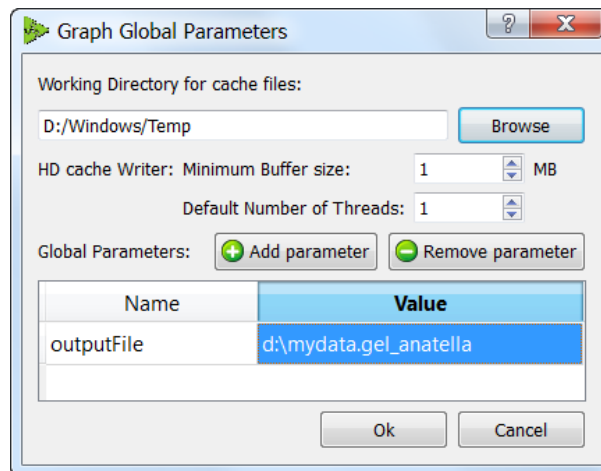 Graph Global Parameters
Working Directory for cache files:
D:/Windows/Temp Browse
HD cache Writer: Minimum Buffer size: 1 MB
Default Number of Threads: 1
Global Parameters: Add parameter Remove parameter
Name Value
outputFile d:\mydata.gel_anatella
Ok Cancel